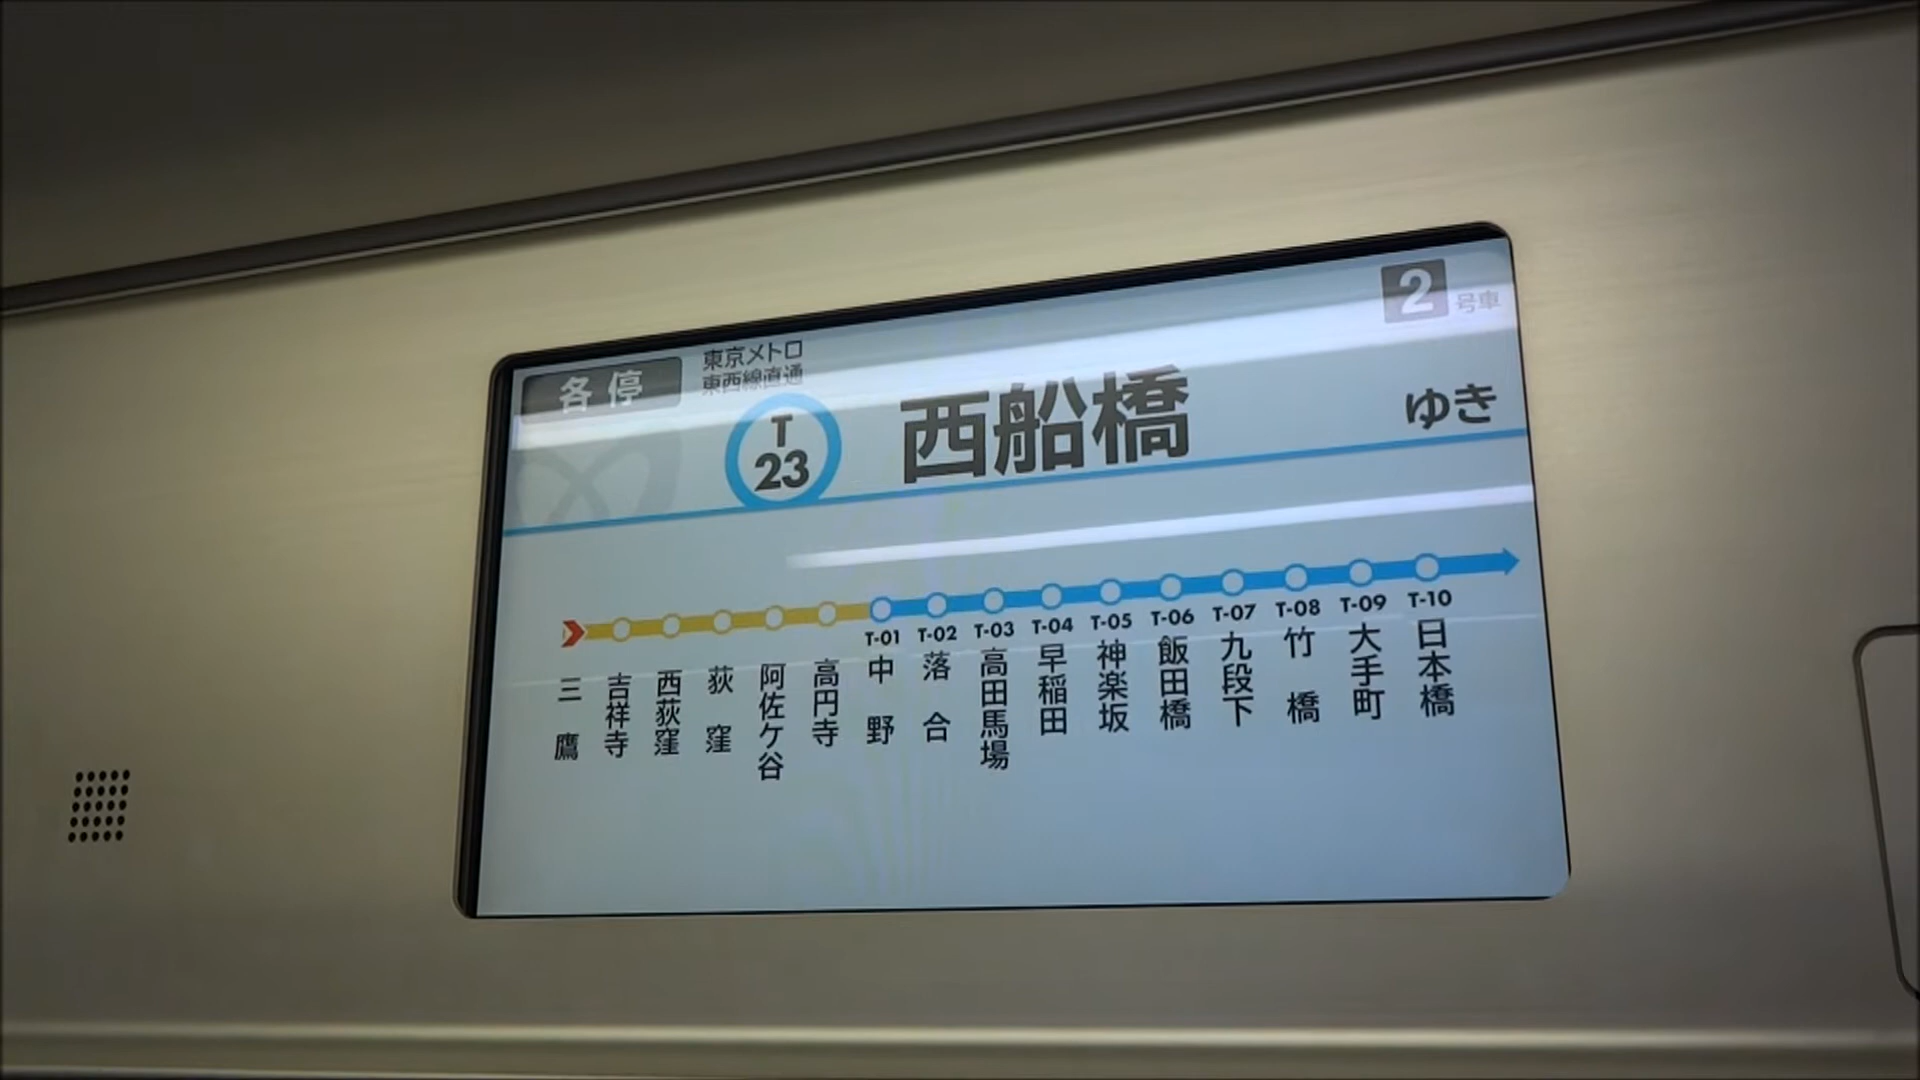 2 号車
各停
東京メトロ
東西線直通
T
23
西船橋
ゆき
T-01
T-02
T-03
T-04
T-05
T-06
T-07
T-08
T-09
T-10
三鷹
吉祥寺
西荻窪
荻窪
阿佐ケ谷
高円寺
中野
落合
高田馬場
早稲田
神楽坂
飯田橋
九段下
竹橋
大手町
日本橋